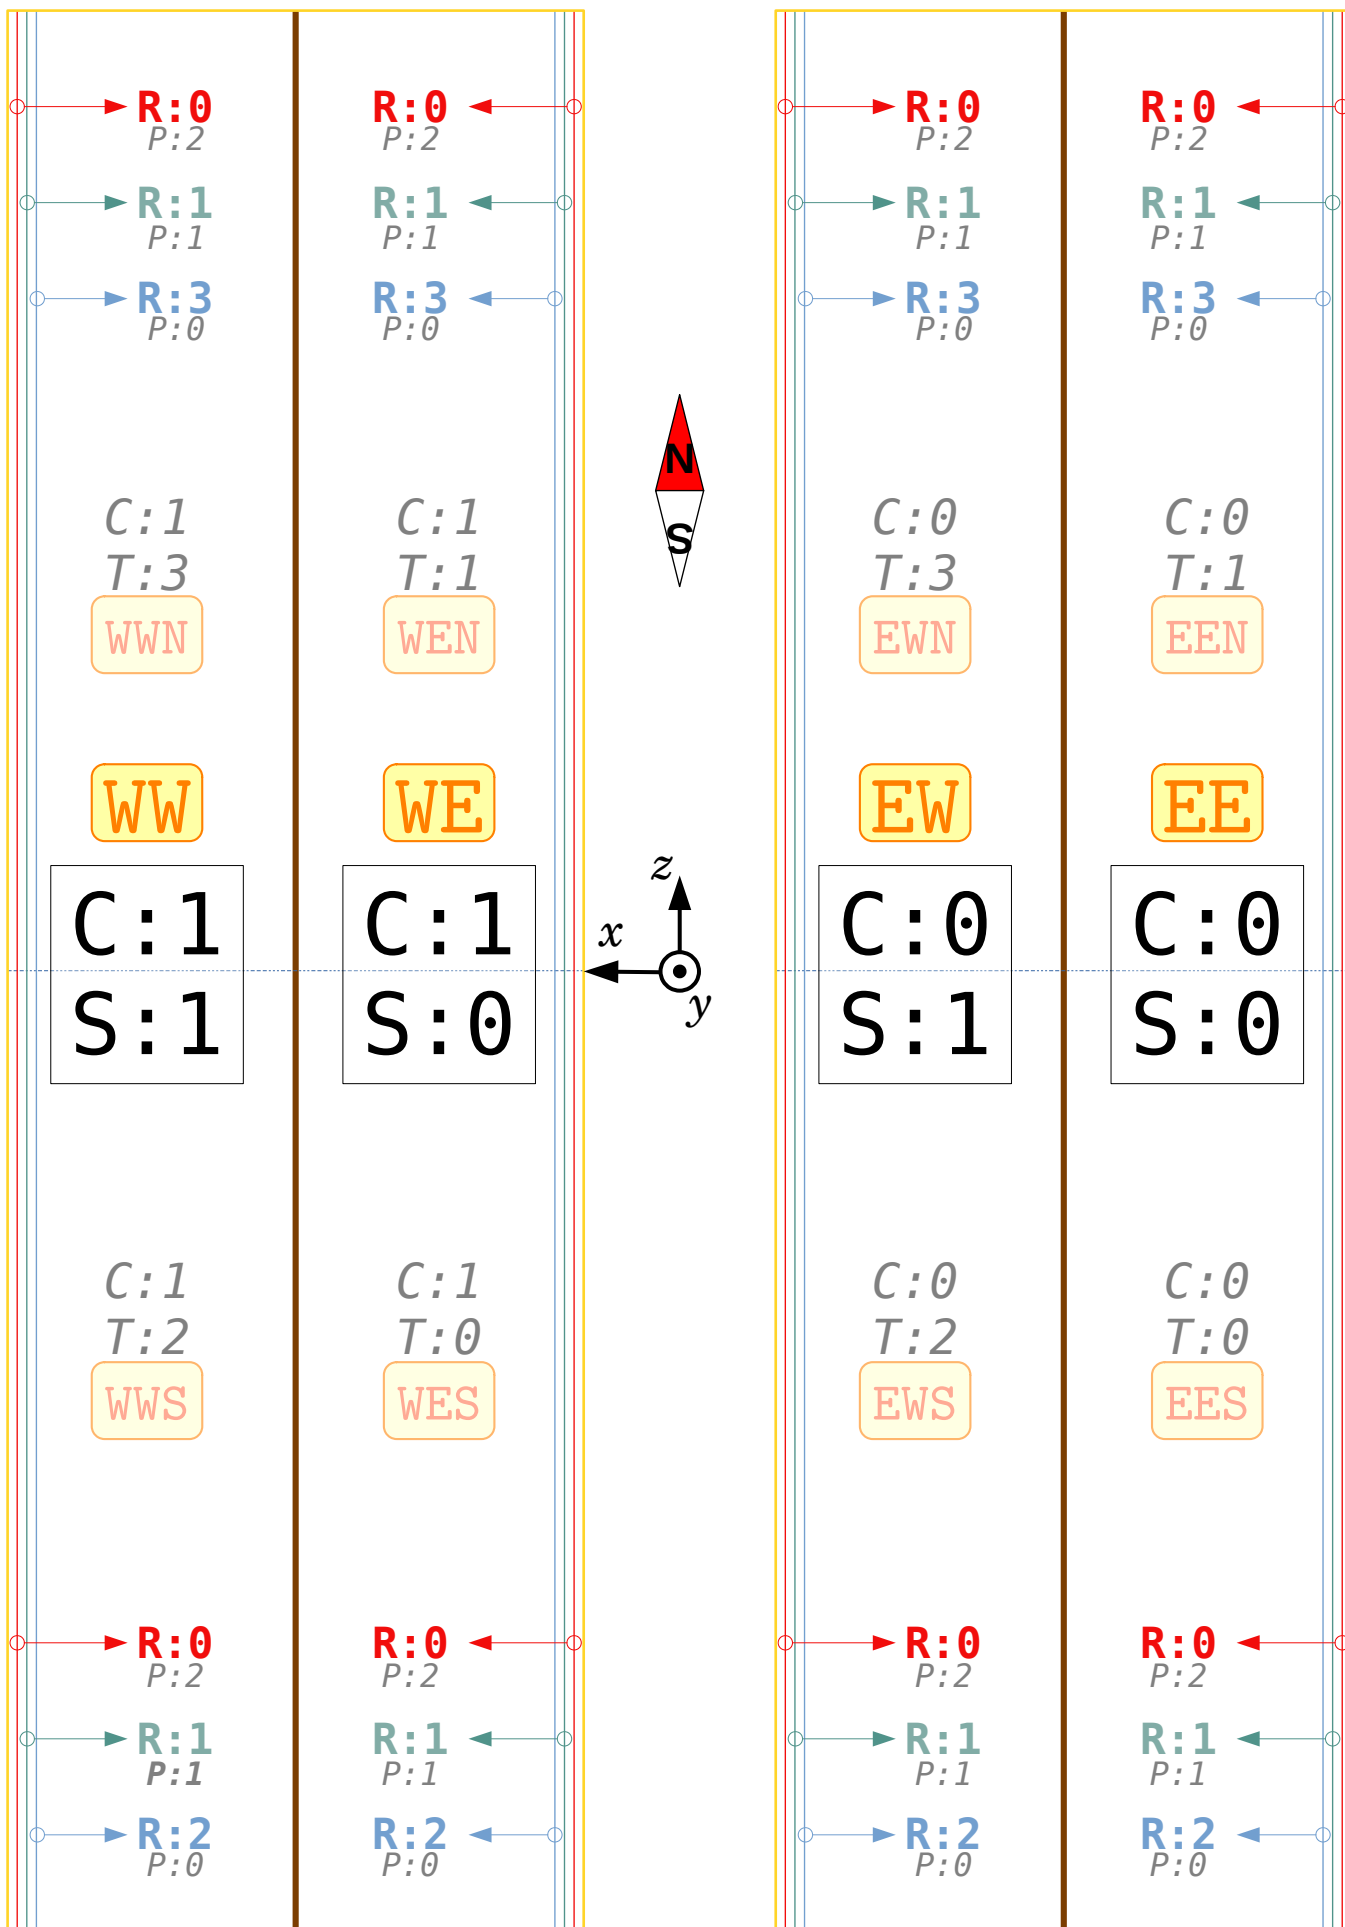 R:0 R:0 R:0 R:0
P:2 P:2 P:2 P:2
R:1 R:1 R:1 R:1
P:1 P:1 P:1 P:1
R:3 R:3 R:3 R:3
P:0 P:0 P:0 P:0
N
S
C:1 C:1 C:0 C:0
T:3 T:1 T:3 T:1
WWN WEN EWN EEN
WW WE EW EE
z
x
y
C:1 C:1 C:0 C:0
S:1 S:0 S:1 S:0
C:1 C:1 C:0 C:0
T:2 T:0 T:2 T:0
WWS WES EWS EES
R:0 R:0 R:0 R:0
P:2 P:2 P:2 P:2
R:1 R:1 R:1 R:1
P:1 P:1 P:1 P:1
R:2 R:2 R:2 R:2
P:0 P:0 P:0 P:0